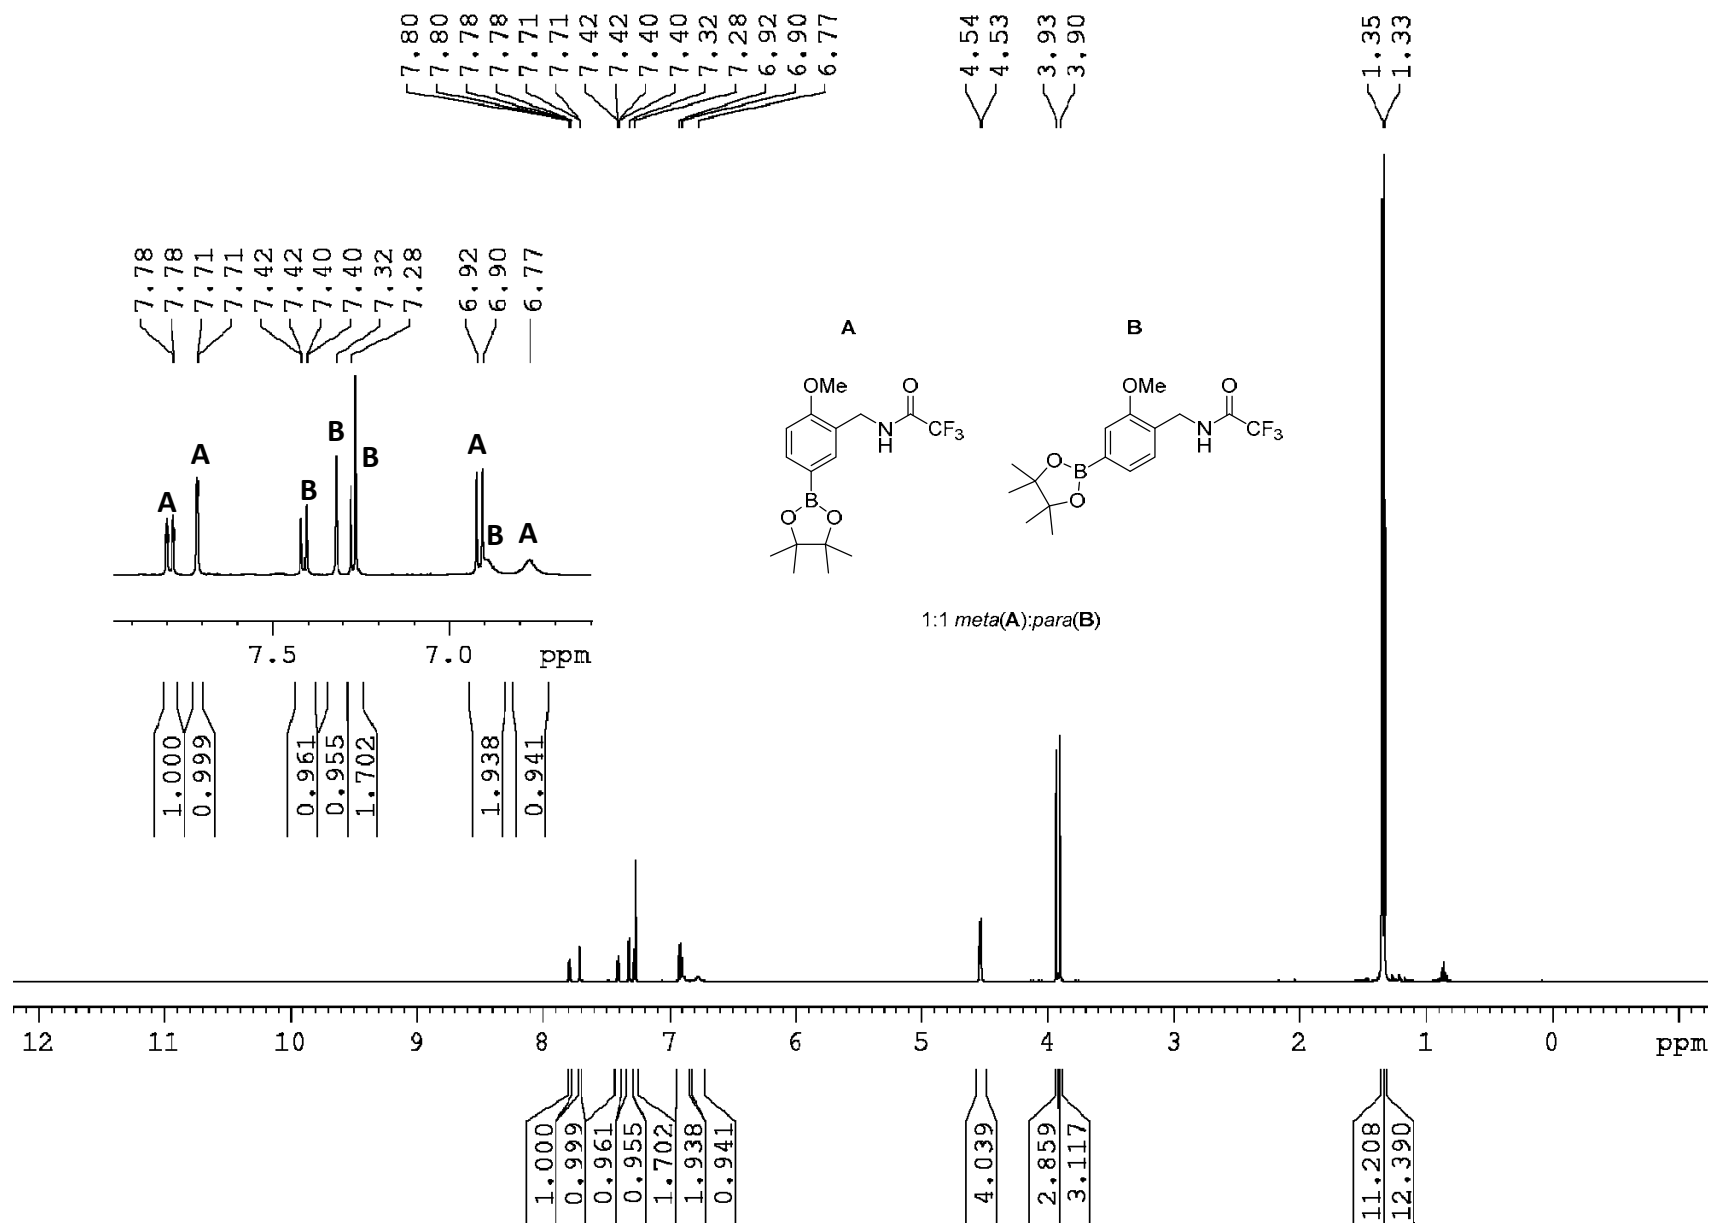 7.80 7.80 7.78 7.78 7.71 7.71 7.42 7.42 7.40 7.40 7.32 7.28 6.92 6.90 6.77
4.54 4.53 3.93 3.90
1.35 1.33
7.78 7.78 7.71 7.71 7.42 7.42 7.40 7.40 7.32 7.28 6.92 6.90 6.77
A A B B B A B A
7.5 7.0 ppm
1.000 0.999 0.961 0.955 1.702 1.938 0.941
A B
OMe O
N
H
CF3
B
O O
OMe O
N
H
CF3
O
B
O
1:1 meta(A):para(B)
12 11 10 9 8 7 6 5 4 3 2 1 0 ppm
1.000 0.999 0.961 0.955 1.702 1.938 0.941
4.039
2.859 3.117
11.208 12.390